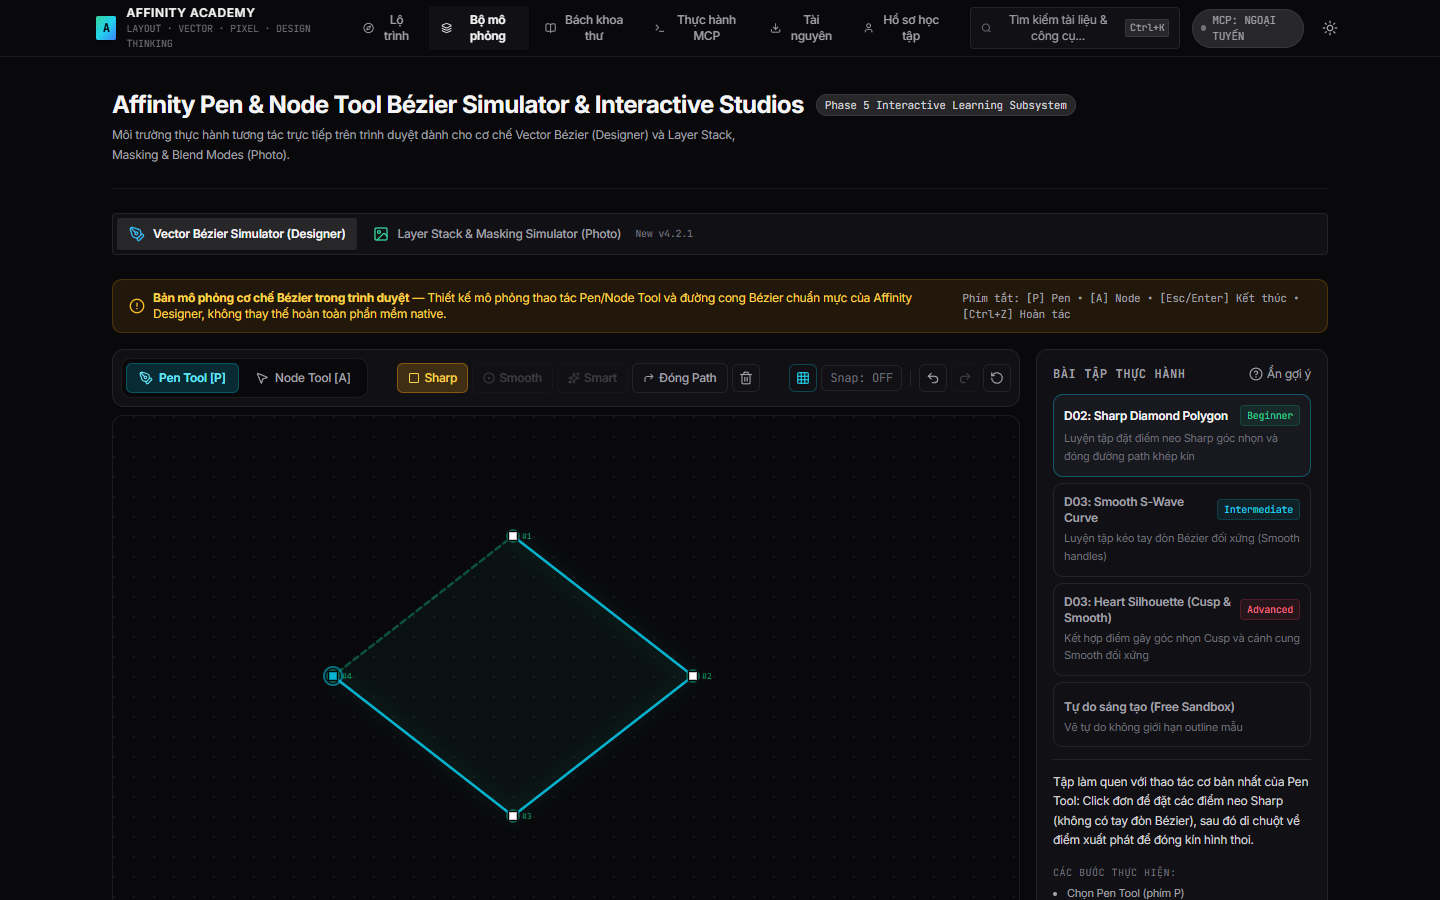 A
AFFINITY ACADEMY
LAYOUT · VECTOR · PIXEL · DESIGN
THINKING
Lộ
trình
Bộ mô
phỏng
Bách khoa
thư
Thực hành
MCP
Tài
nguyên
Hồ sơ học
tập
Tìm kiếm tài liệu &
công cụ...
Ctrl+K
MCP: NGOẠI
TUYẾN
Affinity Pen & Node Tool Bézier Simulator & Interactive Studios
Phase 5 Interactive Learning Subsystem
Môi trường thực hành tương tác trực tiếp trên trình duyệt dành cho cơ chế Vector Bézier (Designer) và Layer Stack,
Masking & Blend Modes (Photo).
Vector Bézier Simulator (Designer)
Layer Stack & Masking Simulator (Photo)
New v4.2.1
Bản mô phỏng cơ chế Bézier trong trình duyệt — Thiết kế mô phỏng thao tác Pen/Node Tool và đường cong Bézier chuẩn mực của Affinity
Designer, không thay thế hoàn toàn phần mềm native.
Phím tắt: [P] Pen • [A] Node • [Esc/Enter] Kết thúc •
[Ctrl+Z] Hoàn tác
Pen Tool [P]
Node Tool [A]
Sharp
Smooth
Smart
Đóng Path
Snap: OFF
#1
#2
#3
#4
BÀI TẬP THỰC HÀNH
Ẩn gợi ý
D02: Sharp Diamond Polygon
Beginner
Luyện tập đặt điểm neo Sharp góc nhọn và
đóng đường path khép kín
D03: Smooth S-Wave
Curve
Intermediate
Luyện tập kéo tay đòn Bézier đối xứng (Smooth
handles)
D03: Heart Silhouette (Cusp &
Smooth)
Advanced
Kết hợp điểm gãy góc nhọn Cusp và cánh cung
Smooth đối xứng
Tự do sáng tạo (Free Sandbox)
Vẽ tự do không giới hạn outline mẫu
Tập làm quen với thao tác cơ bản nhất của Pen
Tool: Click đơn để đặt các điểm neo Sharp
(không có tay đòn Bézier), sau đó di chuột về
điểm xuất phát để đóng kín hình thoi.
CÁC BƯỚC THỰC HIỆN:
• Chọn Pen Tool (phím P)